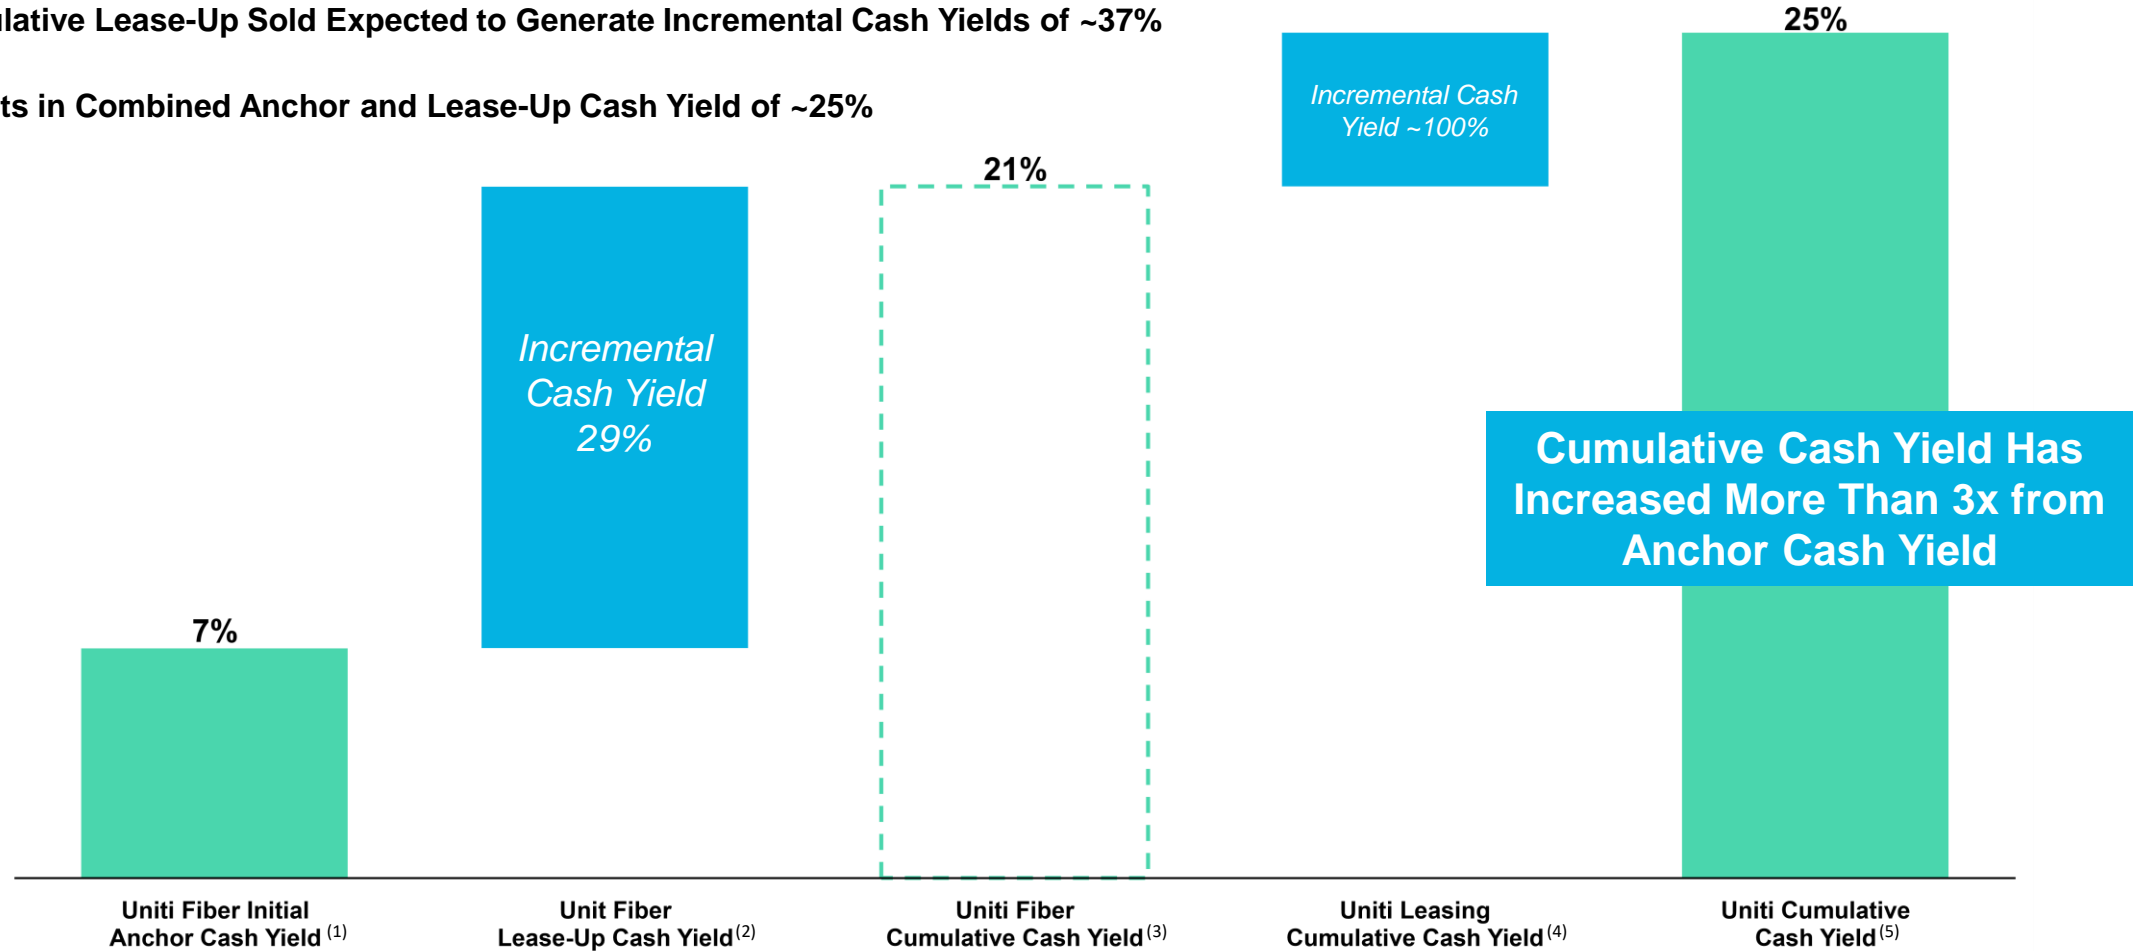 lative Lease-Up Sold Expected to Generate Incremental Cash Yields of ~37%
ts in Combined Anchor and Lease-Up Cash Yield of ~25%
25%
Incremental Cash
Yield ~100%
21%
Incremental
Cash Yield
29%
Cumulative Cash Yield Has
Increased More Than 3x from
Anchor Cash Yield
7%
Uniti Fiber Initial
Anchor Cash Yield (1)
Unit Fiber
Lease-Up Cash Yield (2)
Uniti Fiber
Cumulative Cash Yield (3)
Uniti Leasing
Cumulative Cash Yield (4)
Uniti Cumulative
Cash Yield (5)